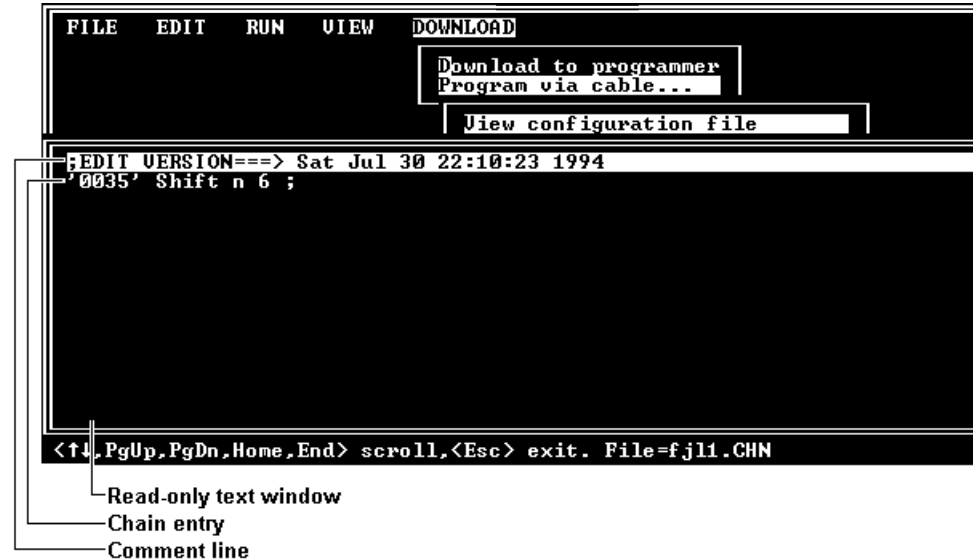 FILE EDIT RUN VIEW DOWNLOAD
Download to programmer
Program via cable...
View configuration file
;EDIT VERSION===> Sat Jul 30 22:10:23 1994
'0035' Shift n 6 ;
<↑↓,PgUp,PgDn,Home,End> scroll,<Esc> exit. File=fjl1.CHN
Read-only text window
Chain entry
Comment line